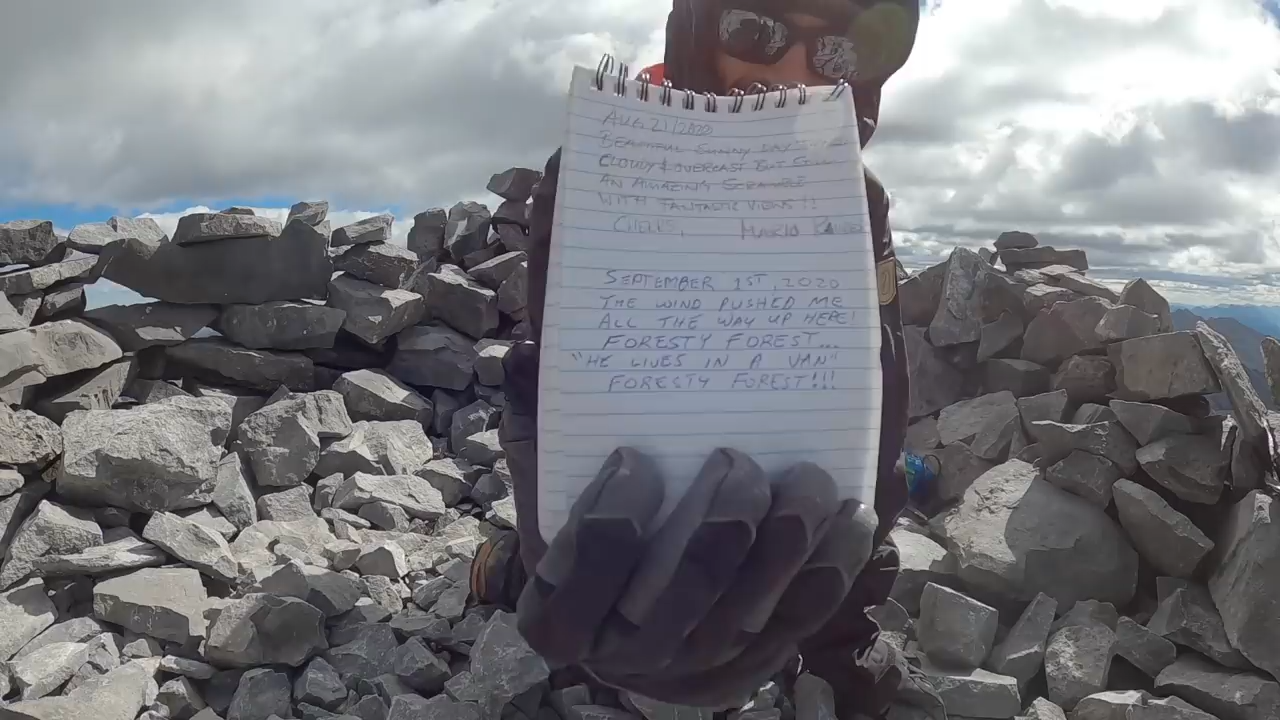 AUG 21/2020
BEAUTIFUL SUNNY DAY
CLOUDY & OVERCAST BUT STILL
AN AMAZING SCRAMBLE
WITH FANTASTIC VIEWS!!
MARIO
SEPTEMBER 1ST, 2020
THE WIND PUSHED ME
ALL THE WAY UP HERE!
FORESTY FOREST...
"HE LIVES IN A VAN"
FORESTY FOREST!!!